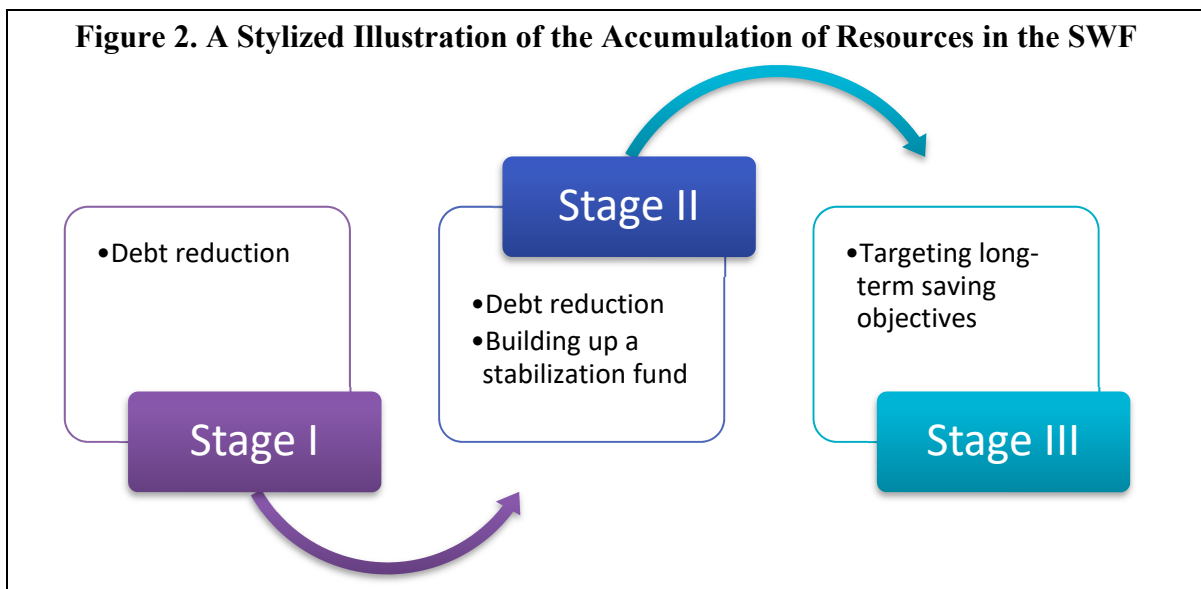 Figure 2. A Stylized Illustration of the Accumulation of Resources in the SWF
•Debt reduction
Stage I
Stage II
•Debt reduction
•Building up a
stabilization fund
•Targeting long-
term saving
objectives
Stage III